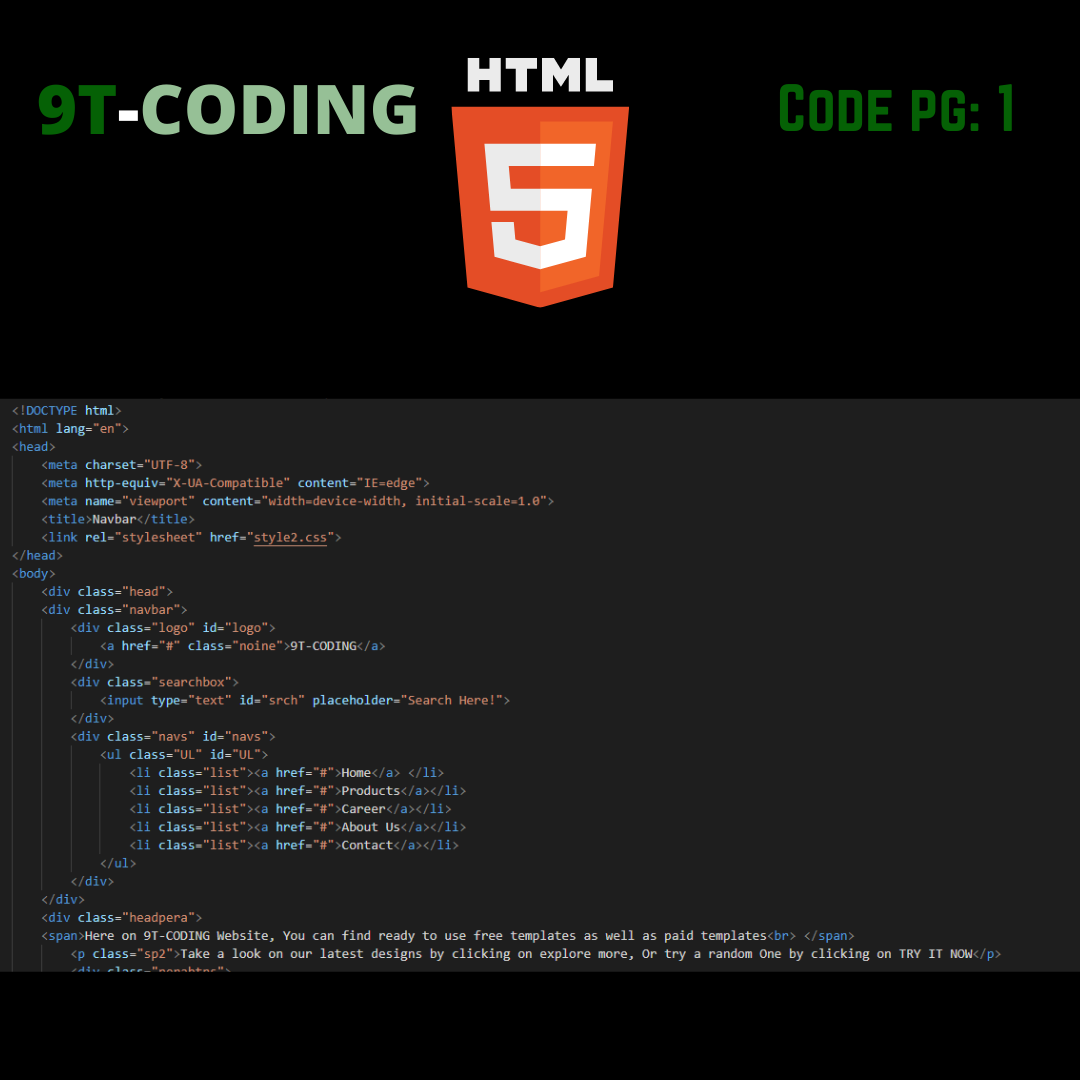 HTML
9T-CODING
Code pg: 1
5
<!DOCTYPE html>
<html lang="en">
<head>
    <meta charset="UTF-8">
    <meta http-equiv="X-UA-Compatible" content="IE=edge">
    <meta name="viewport" content="width=device-width, initial-scale=1.0">
    <title>Navbar</title>
    <link rel="stylesheet" href="style2.css">
</head>
<body>
    <div class="head">
    <div class="navbar">
        <div class="logo" id="logo">
            <a href="#" class="noine">9T-CODING</a>
        </div>
        <div class="searchbox">
            <input type="text" id="srch" placeholder="Search Here!">
        </div>
        <div class="navs" id="navs">
            <ul class="UL" id="UL">
                <li class="list"><a href="#">Home</a> </li>
                <li class="list"><a href="#">Products</a></li>
                <li class="list"><a href="#">Career</a></li>
                <li class="list"><a href="#">About Us</a></li>
                <li class="list"><a href="#">Contact</a></li>
            </ul>
        </div>
    </div>
    <div class="headpera">
    <span>Here on 9T-CODING Website, You can find ready to use free templates as well as paid templates<br> </span>
        <p class="sp2">Take a look on our latest designs by clicking on explore more, Or try a random One by clicking on TRY IT NOW</p>
        <div class=